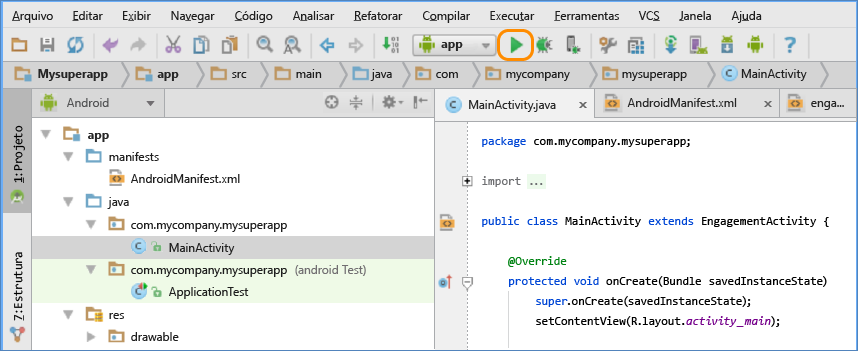 Arquivo Editar Exibir Navegar Código Analisar Refatorar Compilar Executar Ferramentas VCS Janela Ajuda
app
Mysuperapp app src main java com mycompany mysuperapp MainActivity
1: Projeto
7: Estrutura
Android
app
manifests
AndroidManifest.xml
java
com.mycompany.mysuperapp
MainActivity
com.mycompany.mysuperapp (android Test)
ApplicationTest
res
drawable
MainActivity.java AndroidManifest.xml enga...
package com.mycompany.mysuperapp;
import ...
public class MainActivity extends EngagementActivity {
@Override
protected void onCreate(Bundle savedInstanceState)
super.onCreate(savedInstanceState);
setContentView(R.layout.activity_main);